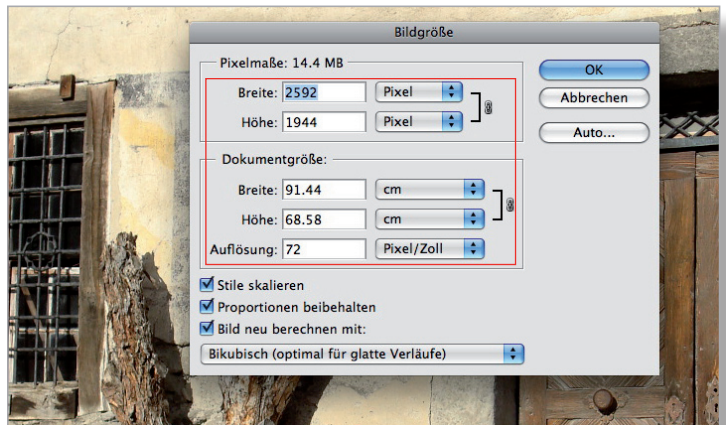 Bildgröße
Pixelmaße: 14.4 MB
Breite: 2592 Pixel
Höhe: 1944 Pixel
Dokumentgröße:
Breite: 91.44 cm
Höhe: 68.58 cm
Auflösung: 72 Pixel/Zoll
Stile skalieren
Proportionen beibehalten
Bild neu berechnen mit:
Bikubisch (optimal für glatte Verläufe)
OK
Abbrechen
Auto...